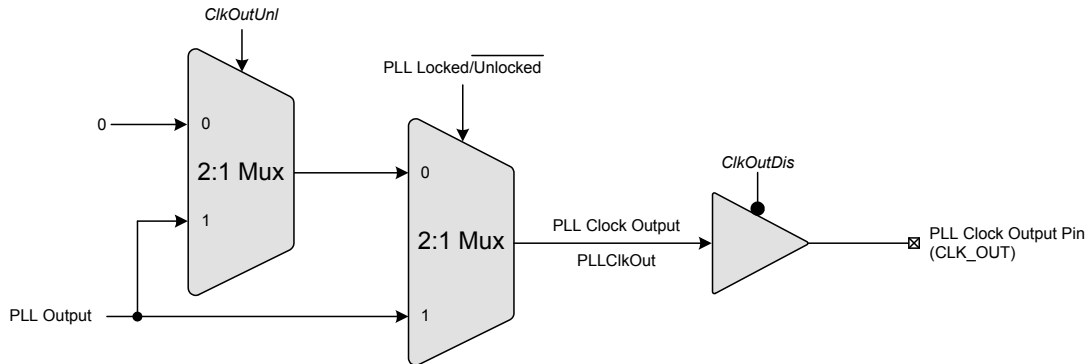 ClkOutUnl
PLL Locked/Unlocked
0
0
2:1 Mux
1
0
2:1 Mux
1
ClkOutDis
PLL Clock Output
PLLClkOut
PLL Clock Output Pin
(CLK_OUT)
PLL Output